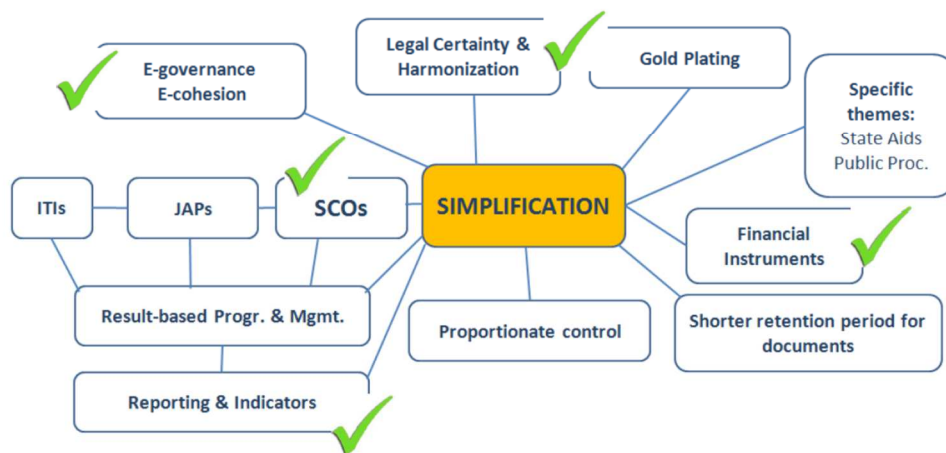 E-governance
E-cohesion
Legal Certainty &
Harmonization
Gold Plating
Specific
themes:
State Aids
Public Proc.
ITIs
JAPs
SCOs
SIMPLIFICATION
Financial
Instruments
Result-based Progr. & Mgmt.
Proportionate control
Shorter retention period for
documents
Reporting & Indicators